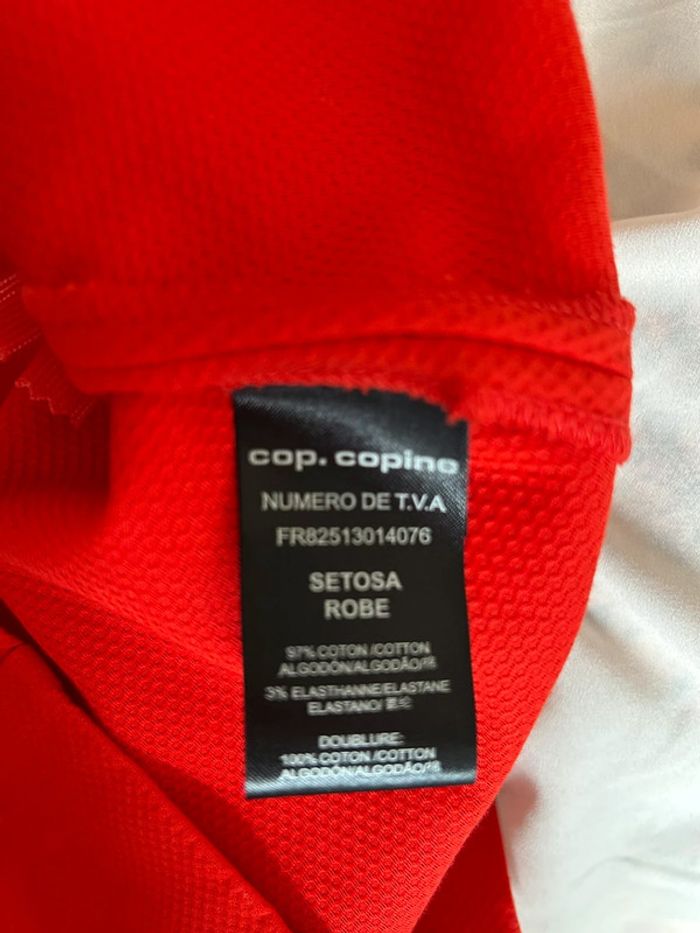 cop. copine
NUMERO DE T.V.A
FR82513014076
SETOSA
ROBE
97% COTON /COTTON
ALGODÓN/ALGODÃO/
3% ELASTHANNE/ELASTANE
ELASTANO/
DOUBLURE:
100% COTON /COTTON
ALGODÓN/ALGODÃO/